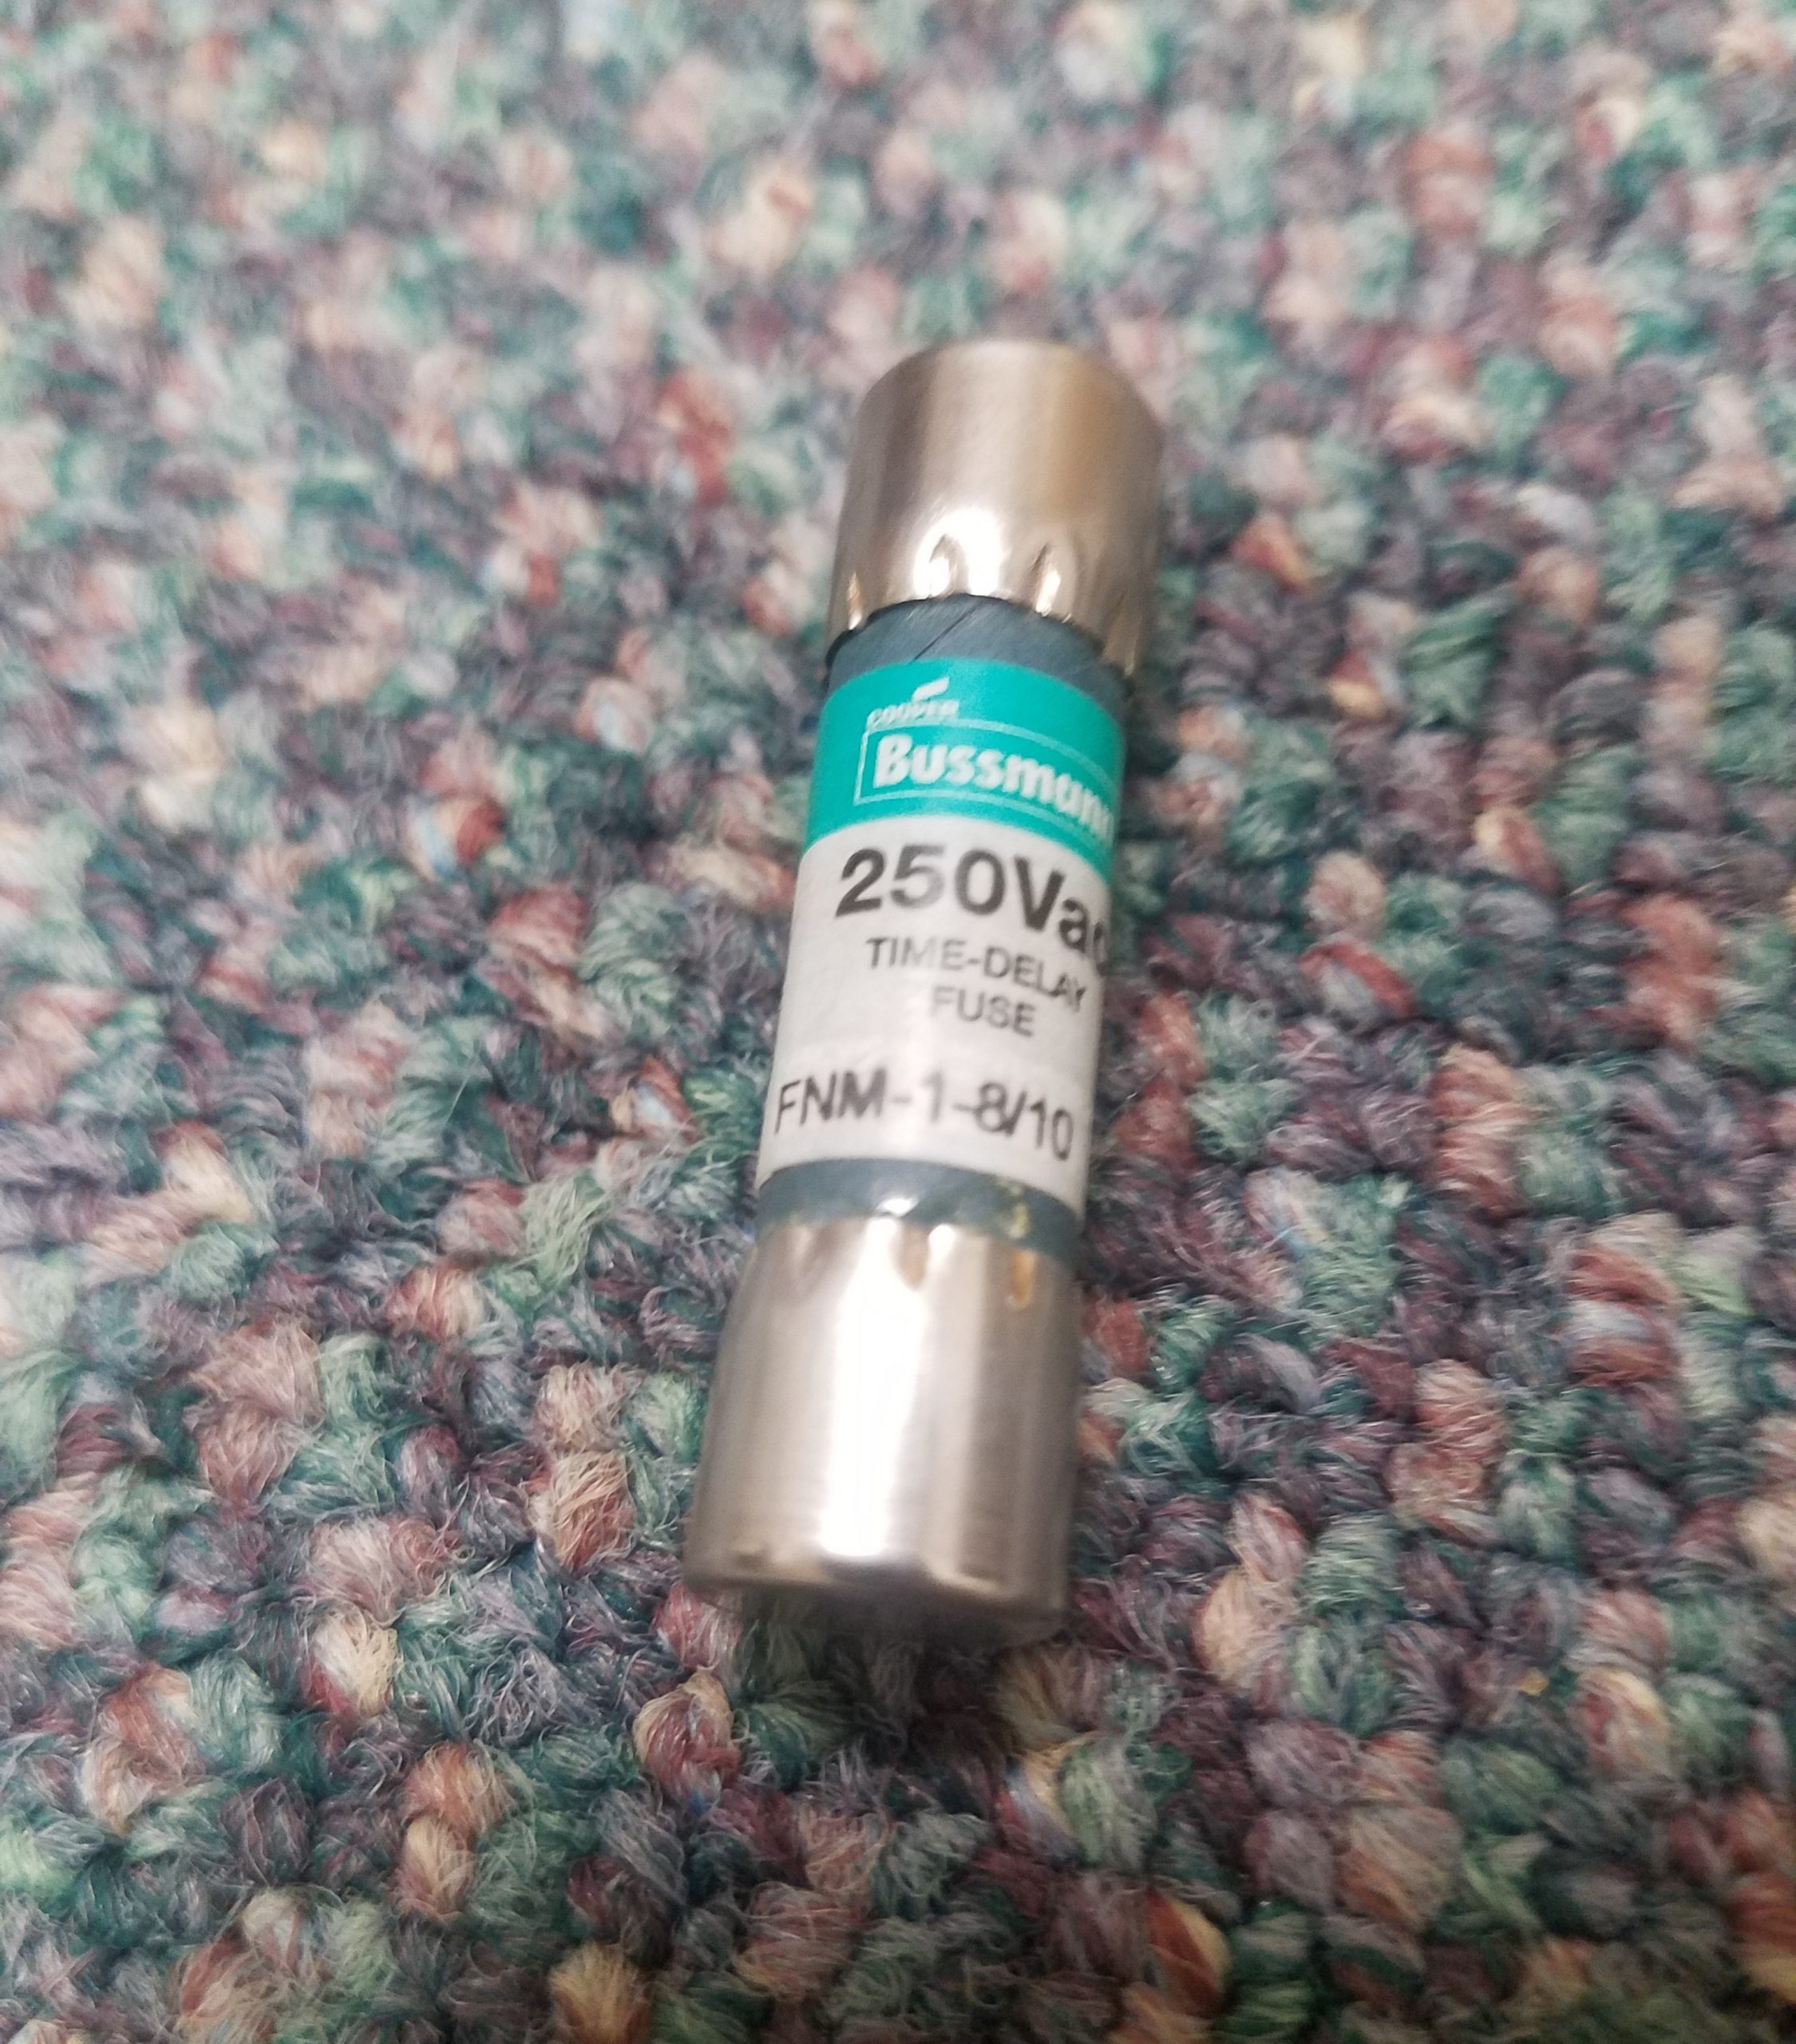 COOPER
Bussmann
250Vac
TIME-DELAY
FUSE
FNM-1-8/10